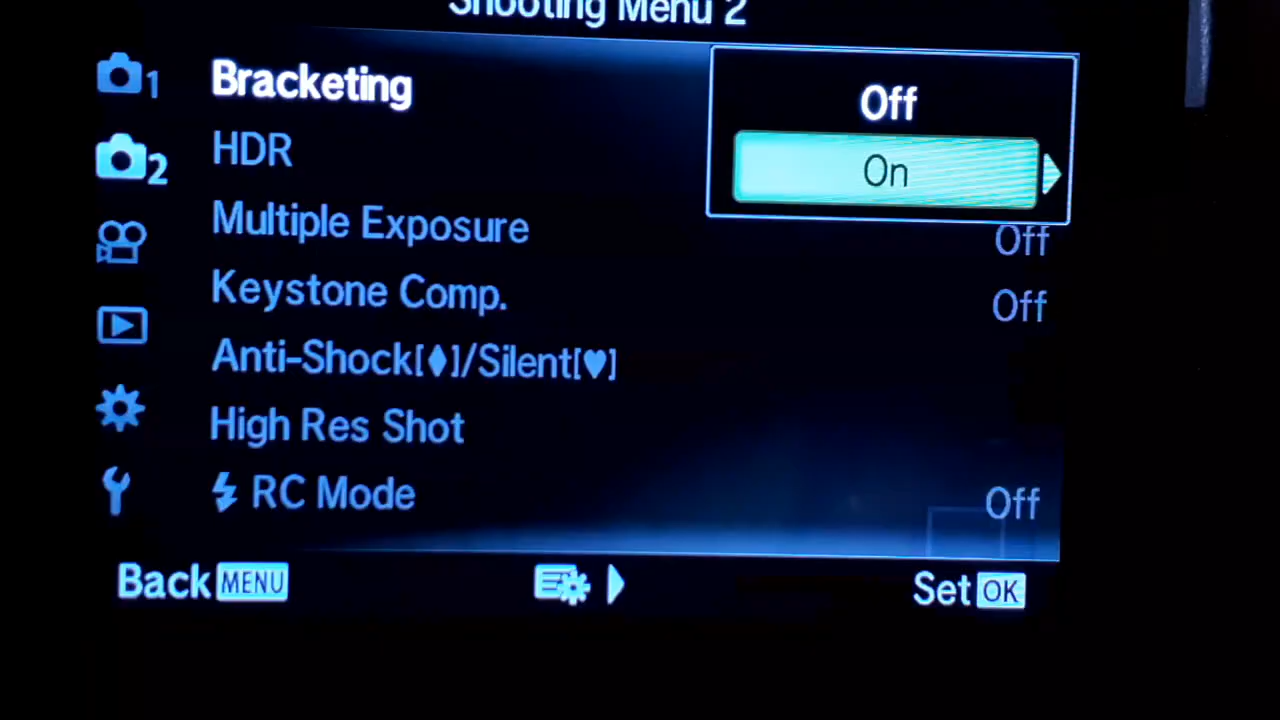 Shooting Menu 2
1
Bracketing
Off
2
HDR
On
Multiple Exposure
Off
Keystone Comp.
Off
Anti-Shock[♦]/Silent[♥]
High Res Shot
RC Mode
Off
Back MENU
Set OK